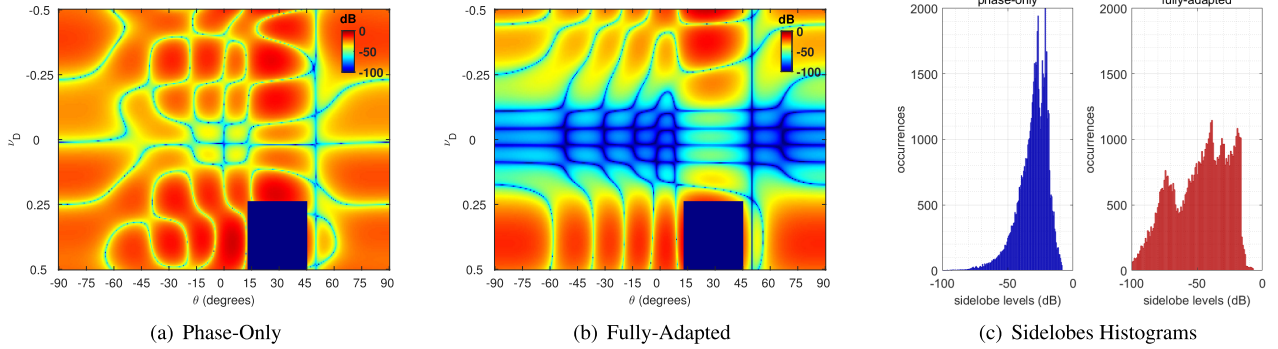 -0.5
-0.25
0
0.25
0.5
ν_D
dB
0
-50
-100
-90 -75 -60 -45 -30 -15 0 15 30 45 60 75 90
θ (degrees)
(a) Phase-Only
-0.5
-0.25
0
0.25
0.5
ν_D
dB
0
-50
-100
-90 -75 -60 -45 -30 -15 0 15 30 45 60 75 90
θ (degrees)
(b) Fully-Adapted
phase-only
2000
1500
1000
500
0
occurrences
-100 -50 0
sidelobe levels (dB)
fully-adapted
2000
1500
1000
500
0
occurrences
-100 -50 0
sidelobe levels (dB)
(c) Sidelobes Histograms